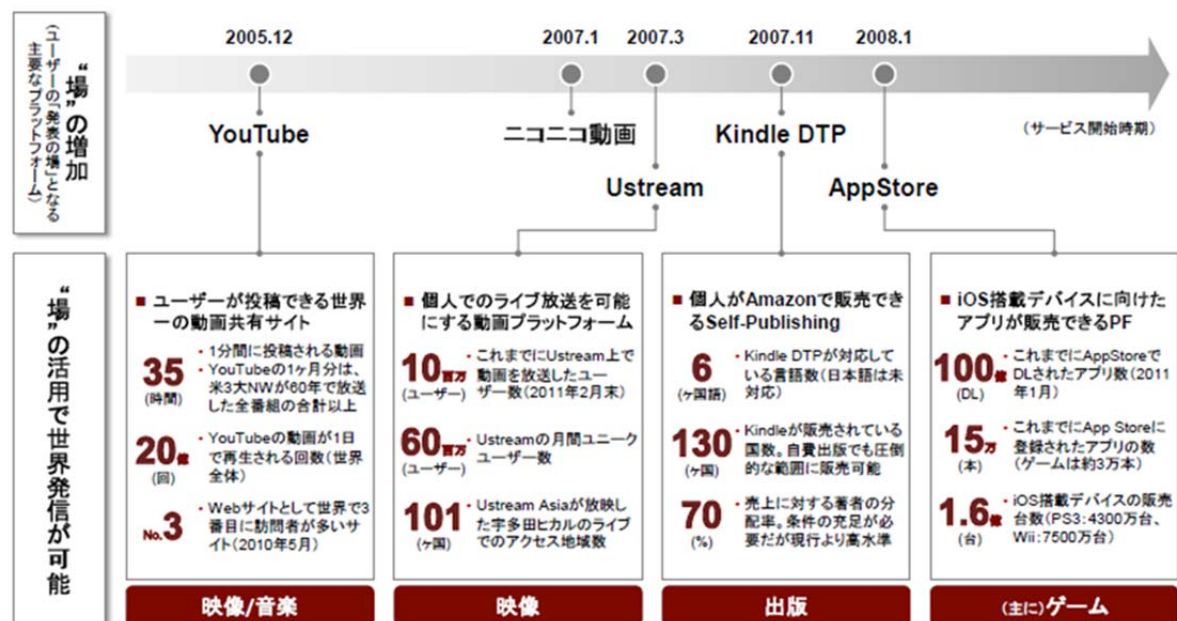 “場”の増加
(ユーザーの「発表の場」となる
主要なプラットフォーム)
2005.12
2007.1
2007.3
2007.11
2008.1
YouTube
ニコニコ動画
Kindle DTP
(サービス開始時期)
Ustream
AppStore
“場”の活用で世界発信が可能
■ ユーザーが投稿できる世界
一の動画共有サイト
35
(時間)
・1分間に投稿される動画
・YouTubeの1ヶ月分は、
米3大NWが60年で放送
した全番組の合計以上
20億
(回)
・YouTubeの動画が1日
で再生される回数(世界
全体)
No.3
・Webサイトとして世界で3
番目に訪問者が多いサ
イト(2010年5月)
映像/音楽
■ 個人でのライブ放送を可能
にする動画プラットフォーム
10百万
(ユーザー)
・これまでにUstream上で
動画を放送したユー
ザー数(2011年2月末)
60百万
(ユーザー)
・Ustreamの月間ユニーク
ユーザー数
101
(ヶ国)
・Ustream Asiaが放映し
た宇多田ヒカルのライブ
でのアクセス地域数
映像
■ 個人がAmazonで販売でき
るSelf-Publishing
6
(ヶ国語)
・Kindle DTPが対応して
いる言語数(日本語は未
対応)
130
(ヶ国)
・Kindleが販売されている
国数。自費出版でも圧倒
的な範囲に販売可能
70
(%)
・売上に対する著者の分
配率。条件の充足が必
要だが現行より高水準
出版
■ iOS搭載デバイスに向けた
アプリが販売できるPF
100億
(DL)
・これまでにAppStoreで
DLされたアプリ数(2011
年1月)
15万
(本)
・これまでにApp Storeに
登録されたアプリの数
(ゲームは約3万本)
1.6億
(台)
・iOS搭載デバイスの販売
台数(PS3:4300万台、
Wii:7500万台)
(主に)ゲーム